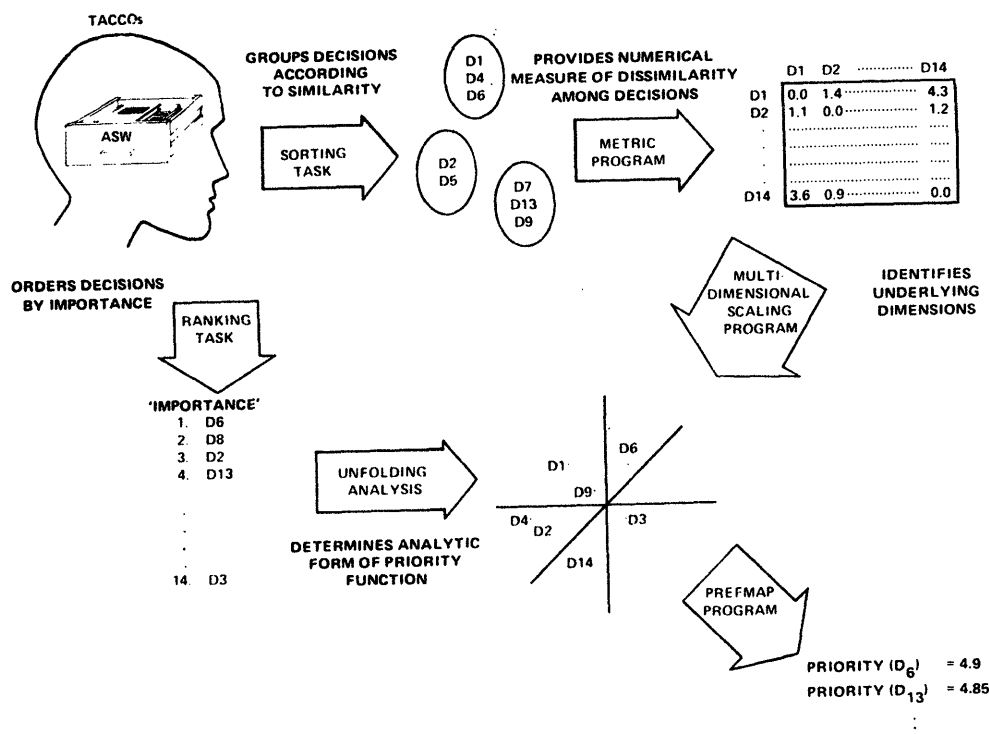 TACCOs
ASW
GROUPS DECISIONS
ACCORDING
TO SIMILARITY
SORTING
TASK
D1
D4
D6
D2
D5
D7
D13
D9
PROVIDES NUMERICAL
MEASURE OF DISSIMILARITY
AMONG DECISIONS
METRIC
PROGRAM
D1 D2 ............. D14
D1 0.0 1.4 ............. 4.3
D2 1.1 0.0 ............. 1.2
D14 3.6 0.9 ............. 0.0
ORDERS DECISIONS
BY IMPORTANCE
RANKING
TASK
MULTI-
DIMENSIONAL
SCALING
PROGRAM
IDENTIFIES
UNDERLYING
DIMENSIONS
'IMPORTANCE'
1. D6
2. D8
3. D2
4. D13
14. D3
UNFOLDING
ANALYSIS
DETERMINES ANALYTIC
FORM OF PRIORITY
FUNCTION
D6
D1
D9
D4
D3
D2
D14
PREFMAP
PROGRAM
PRIORITY (D6) = 4.9
PRIORITY (D13) = 4.85